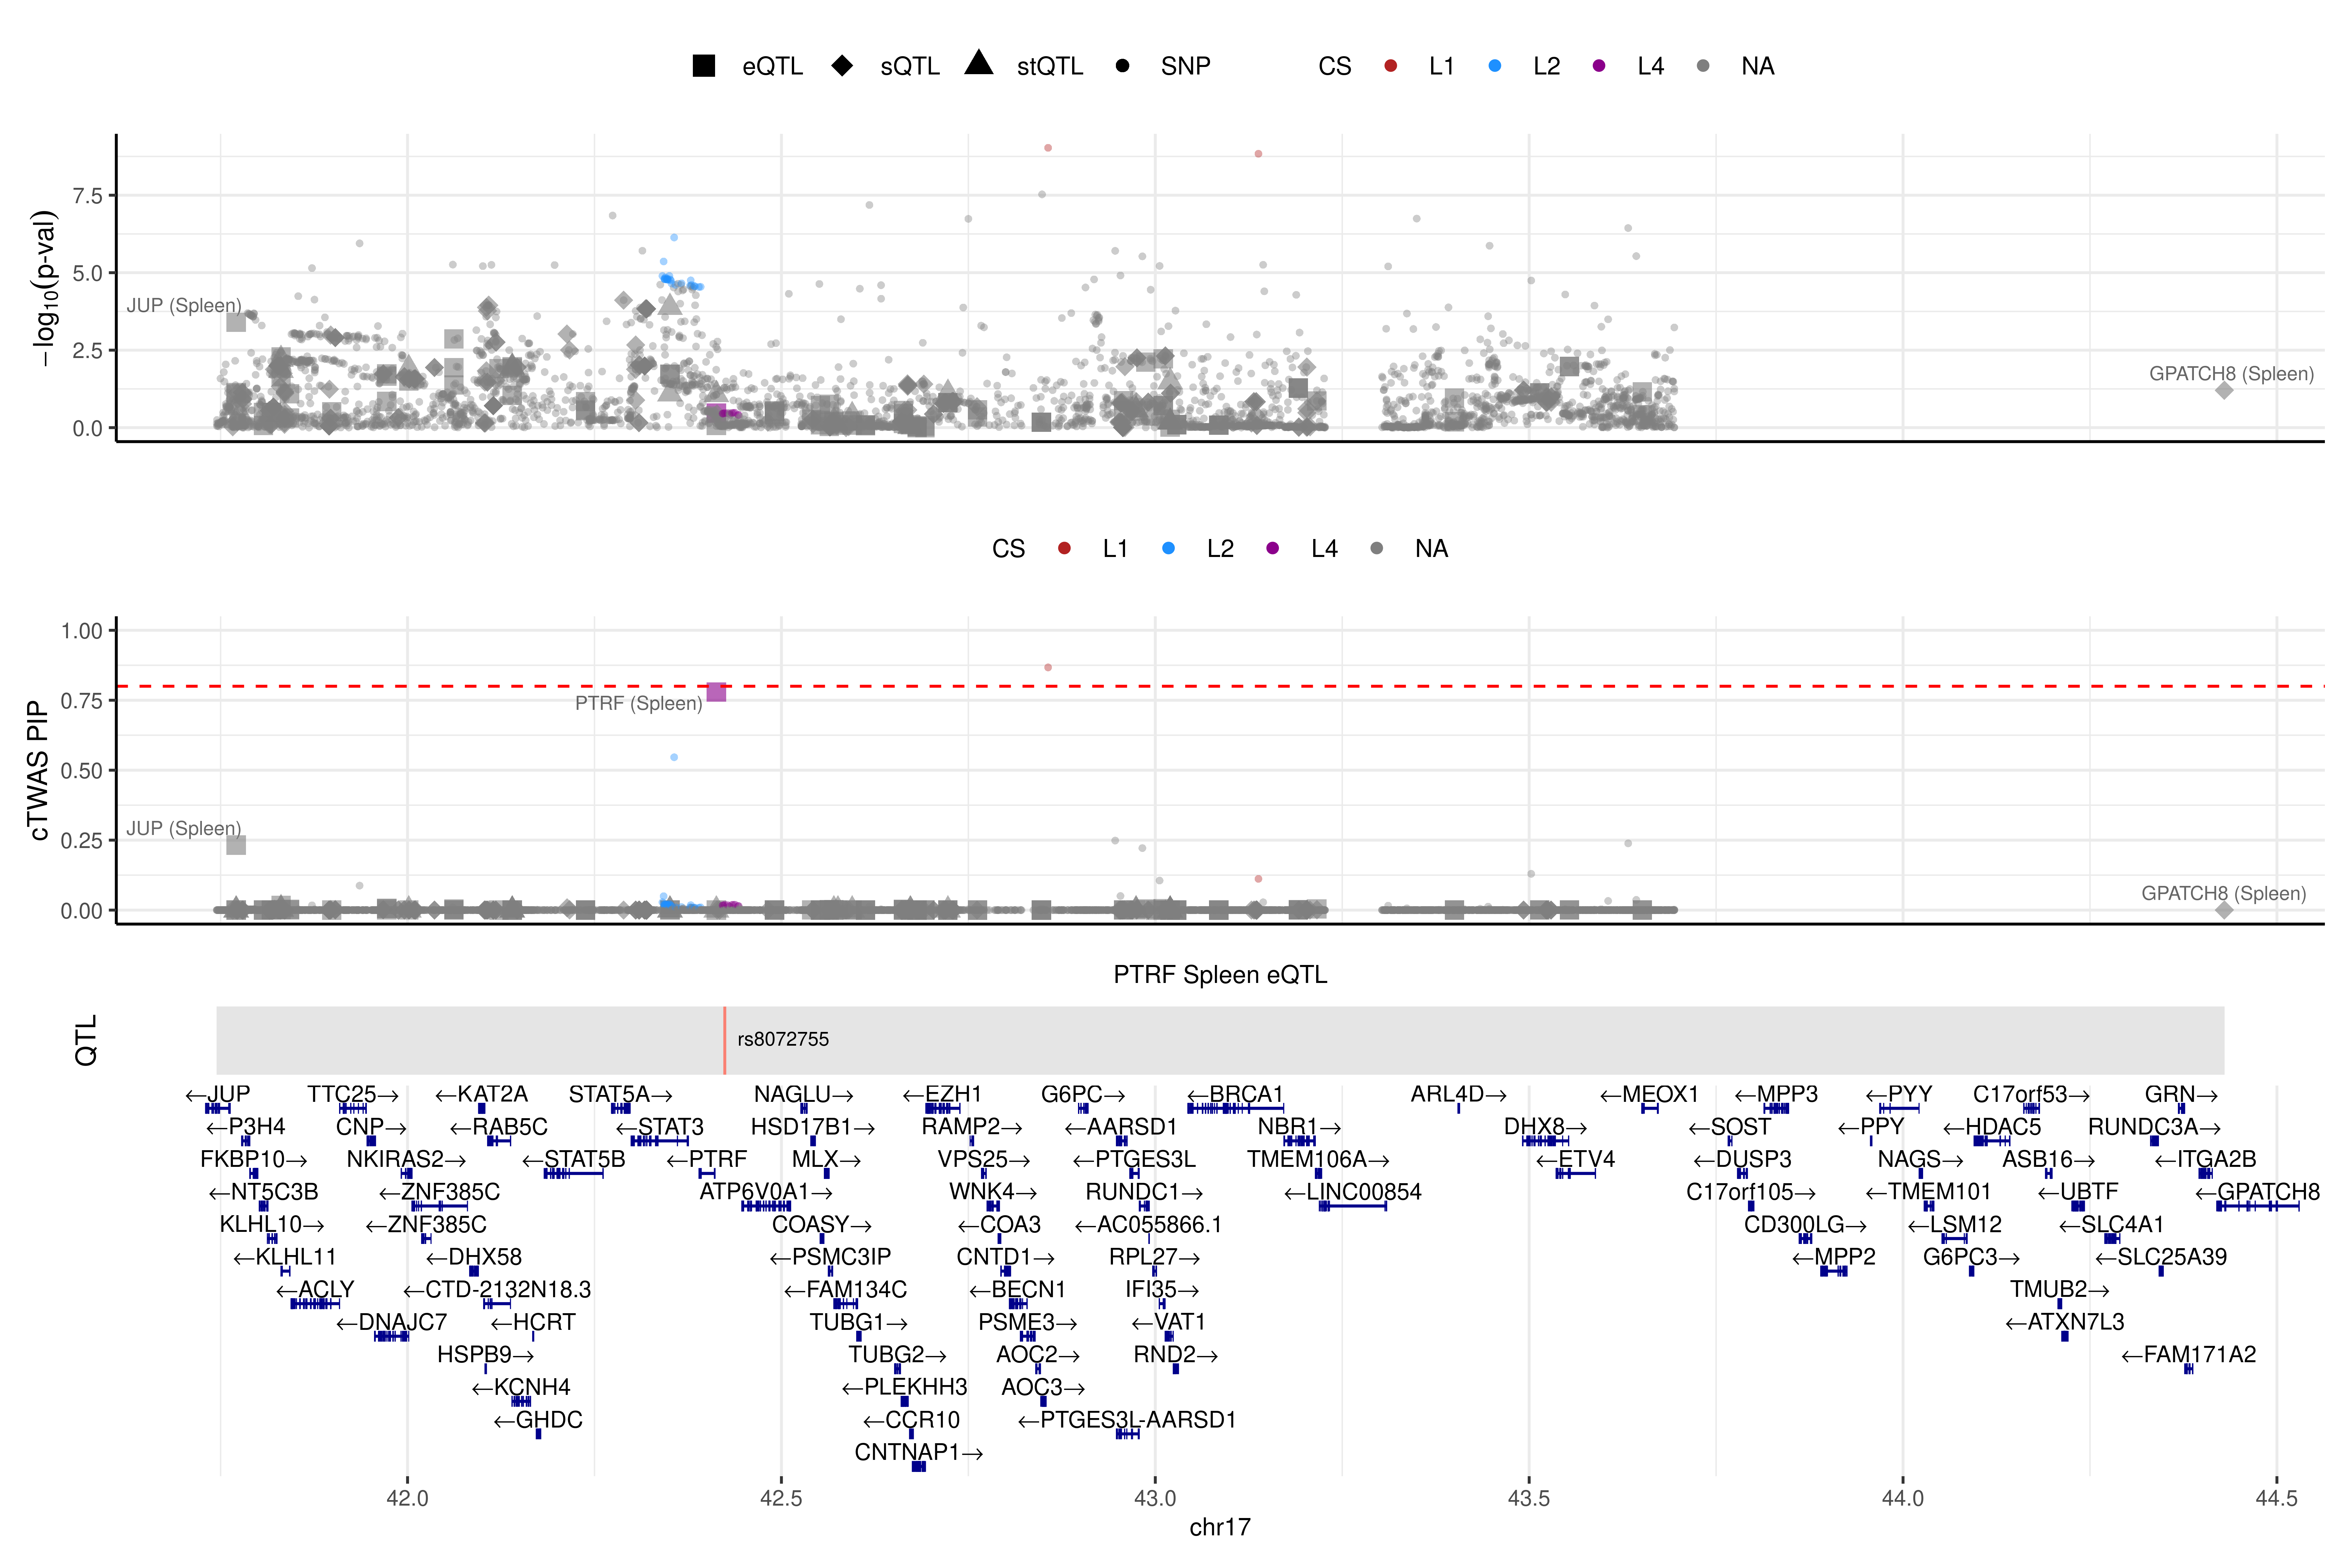 eQTL sQTL stQTL SNP CS L1 L2 L4 NA
−log10(p-val)
7.5
5.0
2.5
0.0
JUP (Spleen)
GPATCH8 (Spleen)
CS L1 L2 L4 NA
cTWAS PIP
1.00
0.75
0.50
0.25
0.00
PTRF (Spleen)
JUP (Spleen)
GPATCH8 (Spleen)
PTRF Spleen eQTL
QTL
rs8072755
←JUP TTC25→ ←KAT2A STAT5A→ NAGLU→ ←EZH1 G6PC→ ←BRCA1 ARL4D→ ←MEOX1 ←MPP3 ←PYY C17orf53→ GRN→
←P3H4 CNP→ ←RAB5C ←STAT3 HSD17B1→ RAMP2→ ←AARSD1 NBR1→ DHX8→ ←SOST ←PPY ←HDAC5 RUNDC3A→
FKBP10→ NKIRAS2→ ←STAT5B ←PTRF MLX→ VPS25→ ←PTGES3L TMEM106A→ ←ETV4 ←DUSP3 NAGS→ ASB16→ ←ITGA2B
←NT5C3B ←ZNF385C ATP6V0A1→ WNK4→ RUNDC1→ ←LINC00854 C17orf105→ ←TMEM101 ←UBTF ←GPATCH8
KLHL10→ ←ZNF385C COASY→ ←COA3 ←AC055866.1 CD300LG→ ←LSM12 ←SLC4A1
←KLHL11 ←DHX58 ←PSMC3IP CNTD1→ RPL27→ ←MPP2 G6PC3→ ←SLC25A39
←ACLY ←CTD-2132N18.3 ←FAM134C ←BECN1 IFI35→ TMUB2→
←DNAJC7 ←HCRT TUBG1→ PSME3→ ←VAT1 ←ATXN7L3
HSPB9→ TUBG2→ AOC2→ RND2→ ←FAM171A2
←KCNH4 ←PLEKHH3 AOC3→
←GHDC ←CCR10 ←PTGES3L-AARSD1
CNTNAP1→
42.0 42.5 43.0 43.5 44.0 44.5
chr17